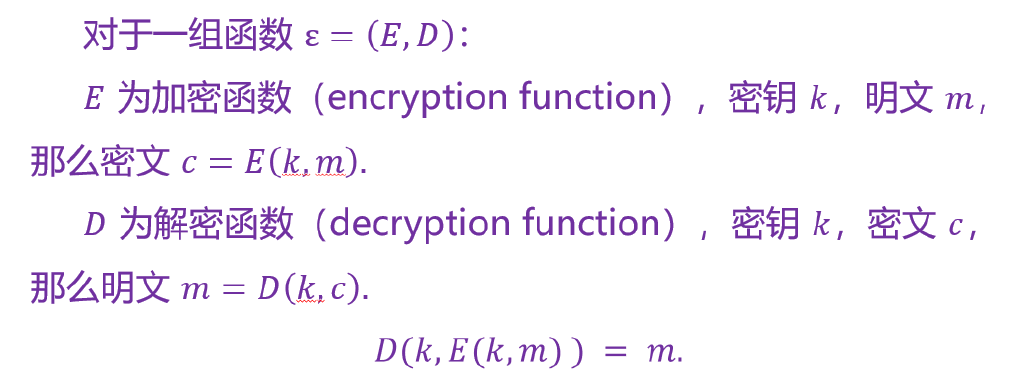 对于一组函数 ε = (E, D)：
E 为加密函数（encryption function），密钥 k，明文 m，
那么密文 c = E(k, m).
D 为解密函数（decryption function），密钥 k，密文 c，
那么明文 m = D(k, c).
D(k, E(k, m) ) = m.